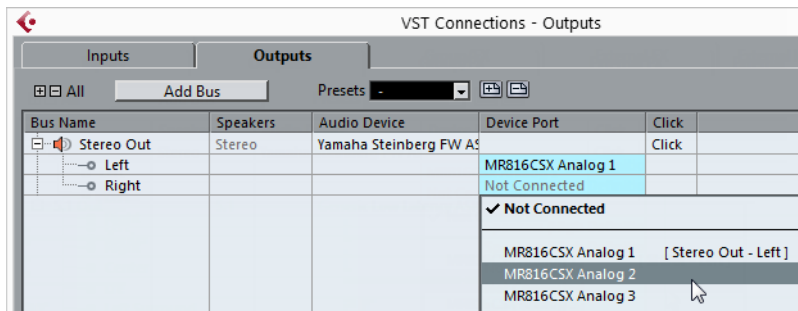 VST Connections - Outputs
Inputs Outputs
All Add Bus Presets -
Bus Name Speakers Audio Device Device Port Click
Stereo Out Stereo Yamaha Steinberg FW AS Click
Left MR816CSX Analog 1
Right Not Connected
✓ Not Connected
MR816CSX Analog 1 [ Stereo Out - Left ]
MR816CSX Analog 2
MR816CSX Analog 3